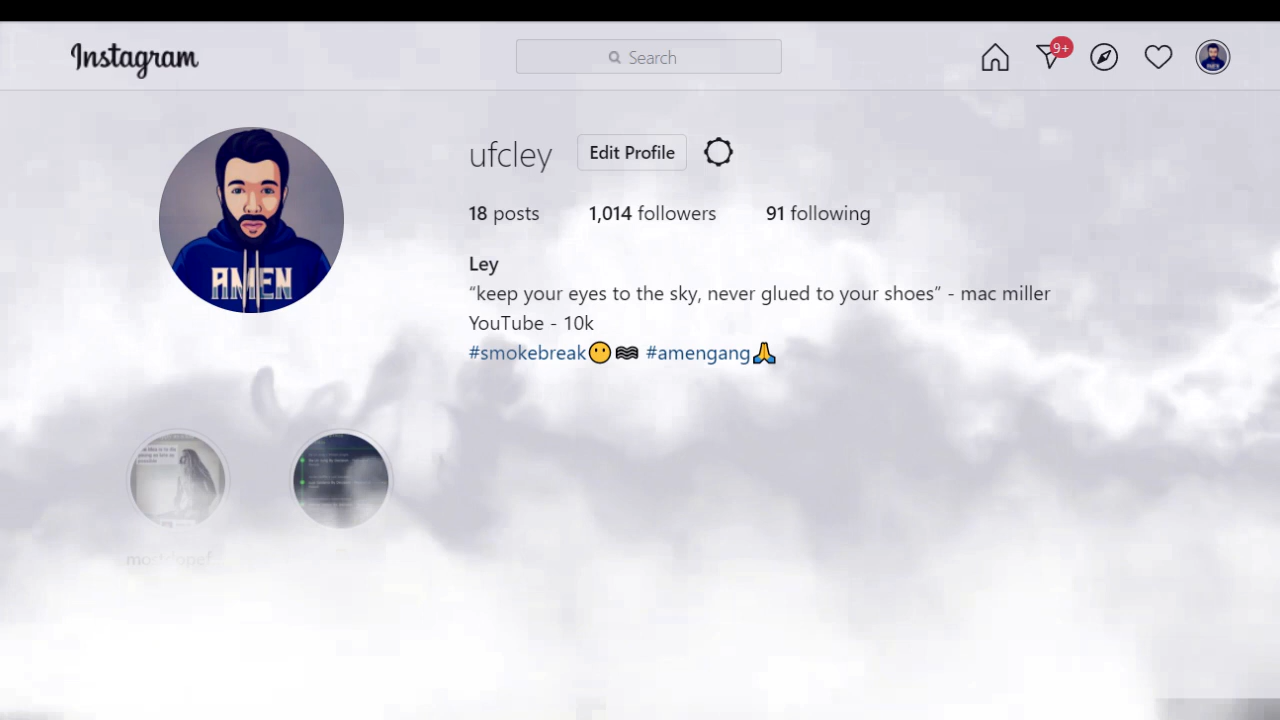 Instagram
Search
9+
ufcley
Edit Profile
18 posts
1,014 followers
91 following
Ley
“keep your eyes to the sky, never glued to your shoes” - mac miller
YouTube - 10k
#smokebreak😶🌫 #amengang🙏
AMEN
mostdopef